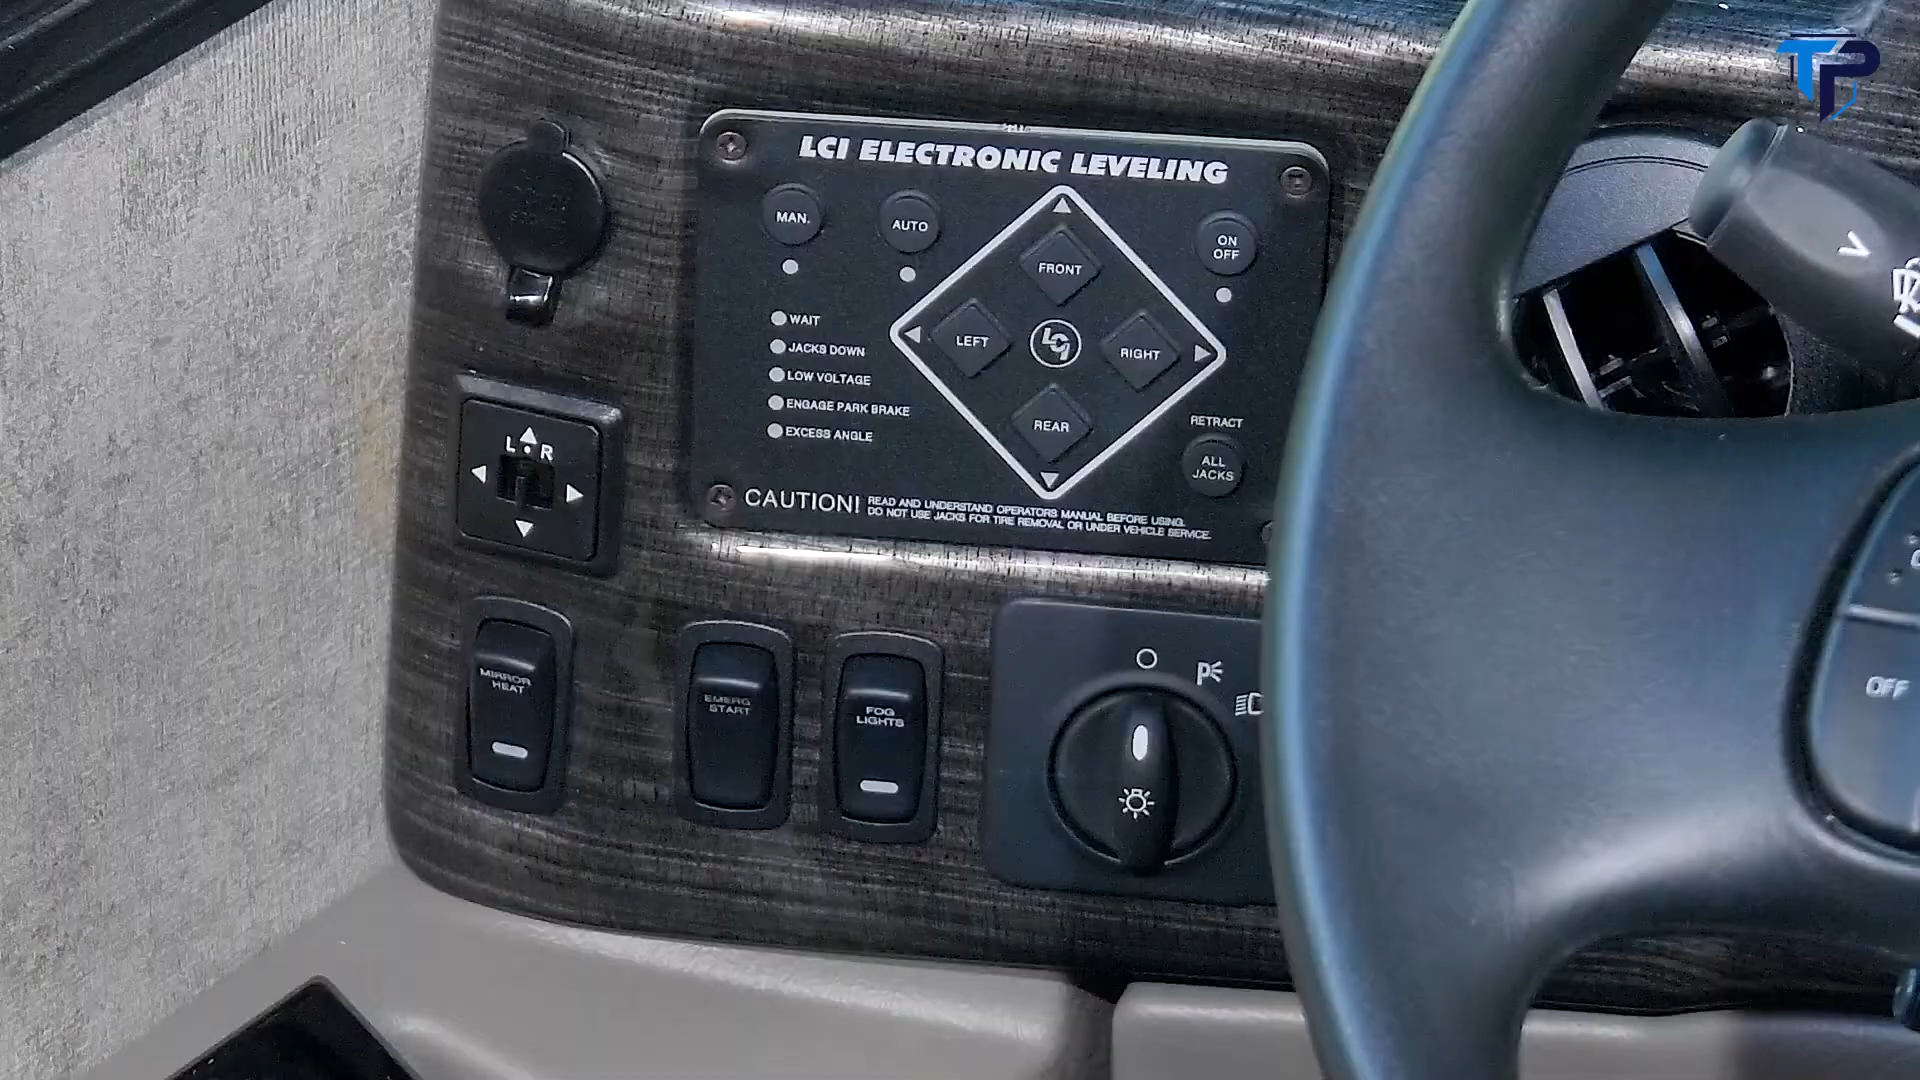 TP
LCI ELECTRONIC LEVELING
MAN.
AUTO
ON
OFF
FRONT
LEFT
LCI
RIGHT
REAR
WAIT
JACKS DOWN
LOW VOLTAGE
ENGAGE PARK BRAKE
EXCESS ANGLE
RETRACT
ALL
JACKS
CAUTION!
READ AND UNDERSTAND OPERATORS MANUAL BEFORE USING.
DO NOT USE JACKS FOR TIRE REMOVAL OR UNDER VEHICLE SERVICE.
L R
MIRROR
HEAT
EMERG
START
FOG
LIGHTS
OFF